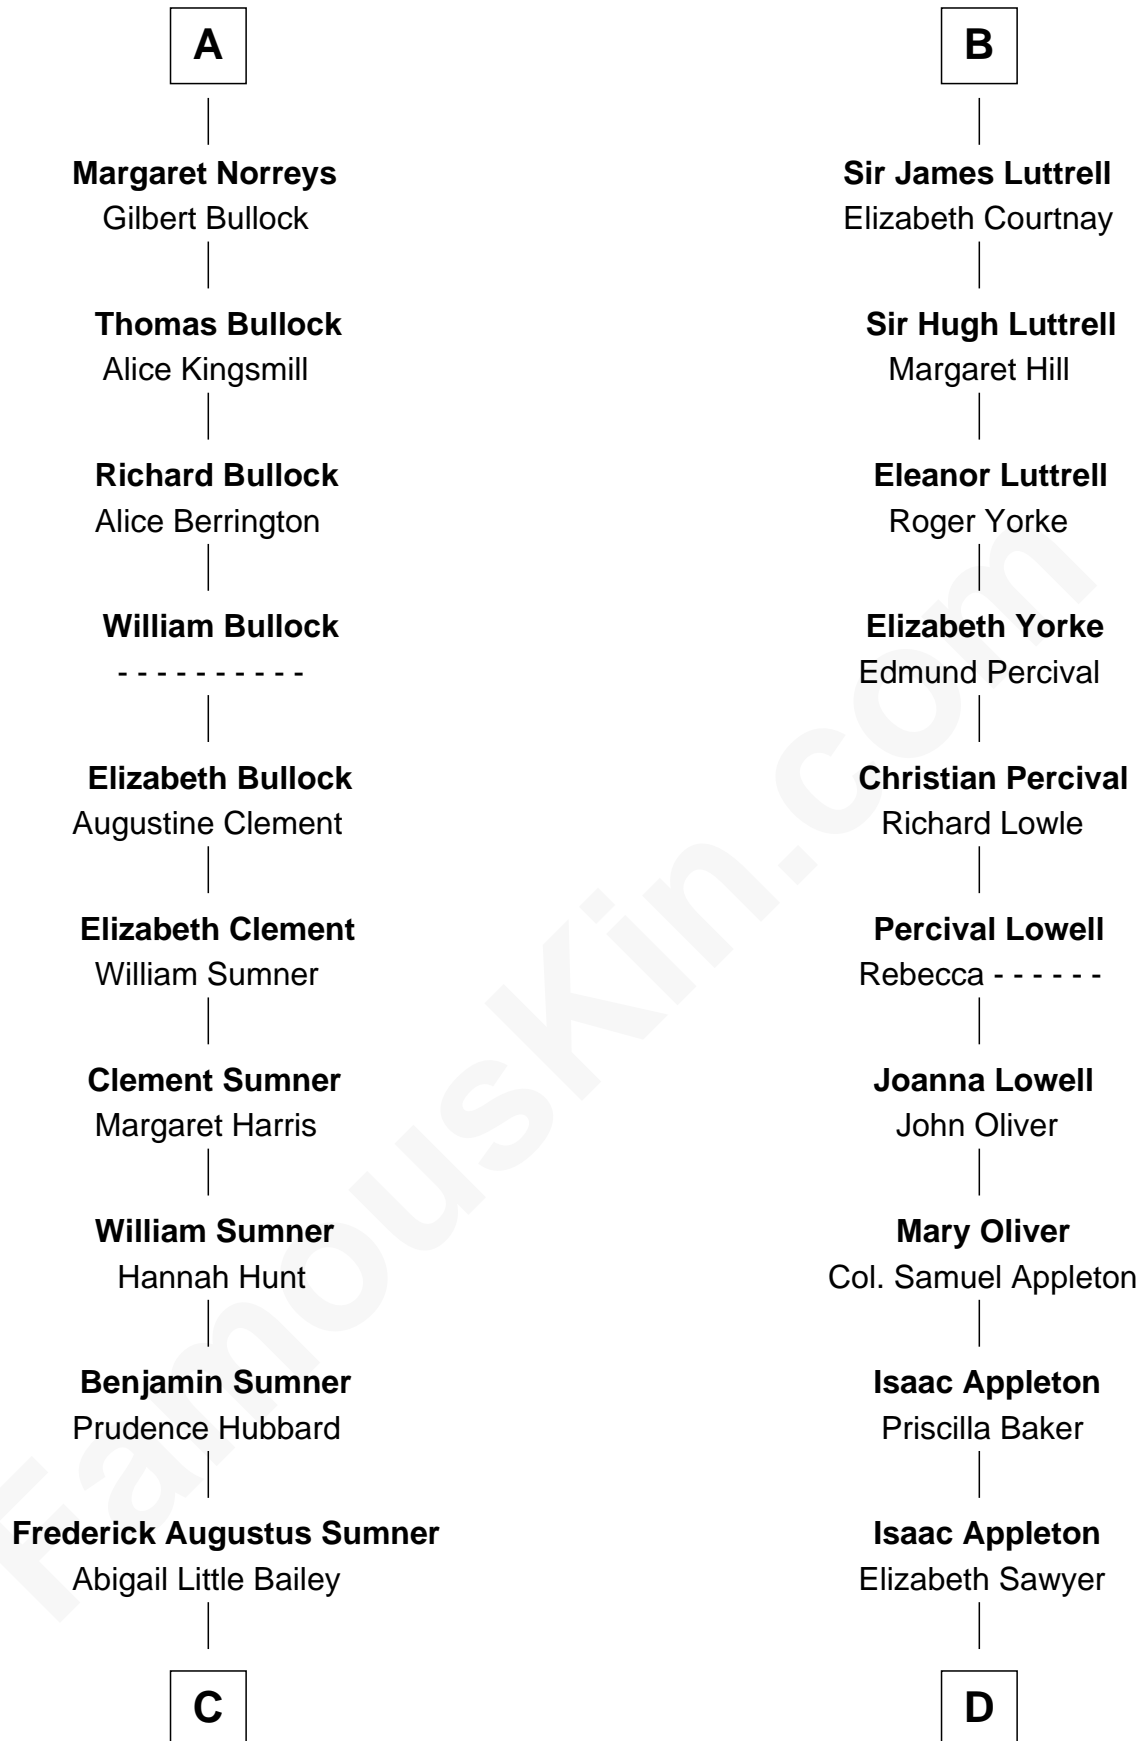 A
Margaret Norreys
Gilbert Bullock
Thomas Bullock
Alice Kingsmill
Richard Bullock
Alice Berrington
William Bullock
- - - - - - - - - -
Elizabeth Bullock
Augustine Clement
Elizabeth Clement
William Sumner
Clement Sumner
Margaret Harris
William Sumner
Hannah Hunt
Benjamin Sumner
Prudence Hubbard
Frederick Augustus Sumner
Abigail Little Bailey
C
B
Sir James Luttrell
Elizabeth Courtnay
Sir Hugh Luttrell
Margaret Hill
Eleanor Luttrell
Roger Yorke
Elizabeth Yorke
Edmund Percival
Christian Percival
Richard Lowle
Percival Lowell
Rebecca - - - - - -
Joanna Lowell
John Oliver
Mary Oliver
Col. Samuel Appleton
Isaac Appleton
Priscilla Baker
Isaac Appleton
Elizabeth Sawyer
D
FamousKin.com